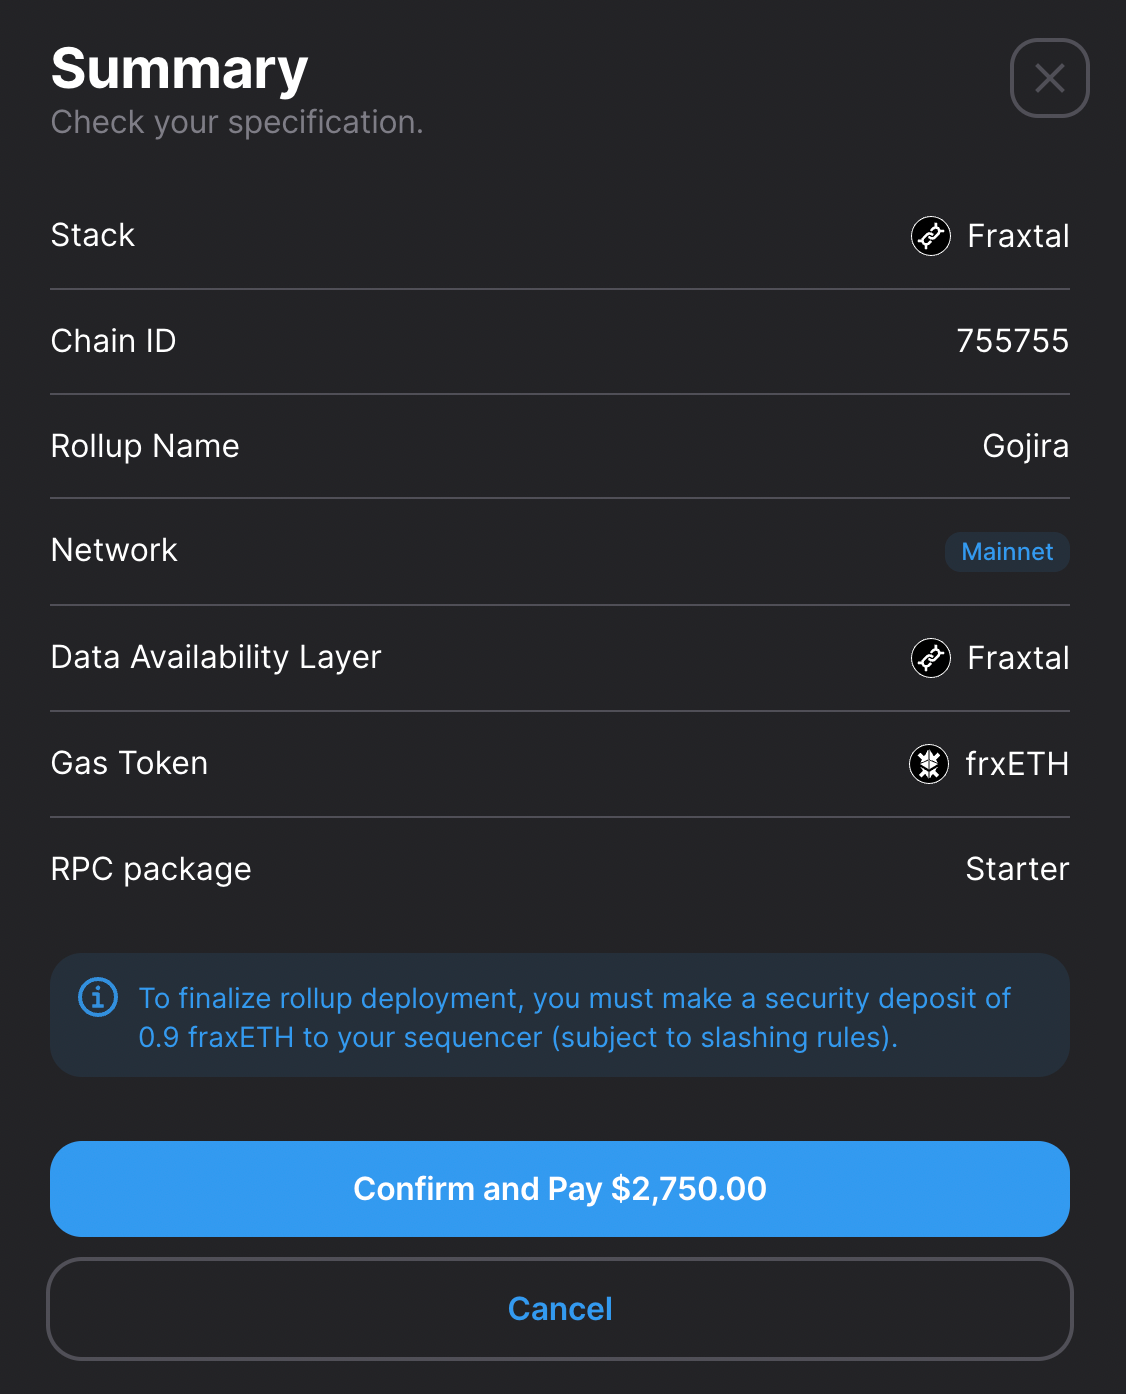 Summary
Check your specification.
Stack
Fraxtal
Chain ID
755755
Rollup Name
Gojira
Network
Mainnet
Data Availability Layer
Fraxtal
Gas Token
frxETH
RPC package
Starter
To finalize rollup deployment, you must make a security deposit of
0.9 fraxETH to your sequencer (subject to slashing rules).
Confirm and Pay $2,750.00
Cancel